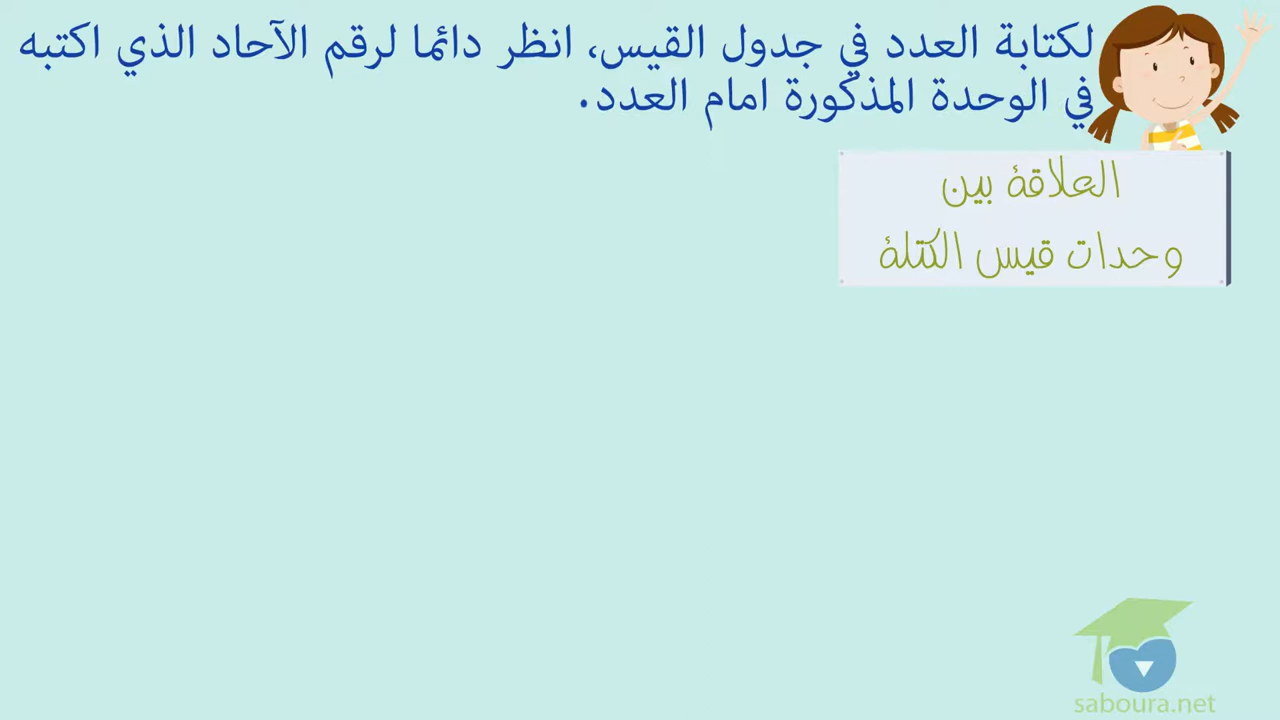 لكتابة العدد في جدول القيس، انظر دائما لرقم الآحاد الذي اكتبه
في الوحدة المذكورة امام العدد.
العلاقة بين
وحدات قيس الكتلة
saboura.net